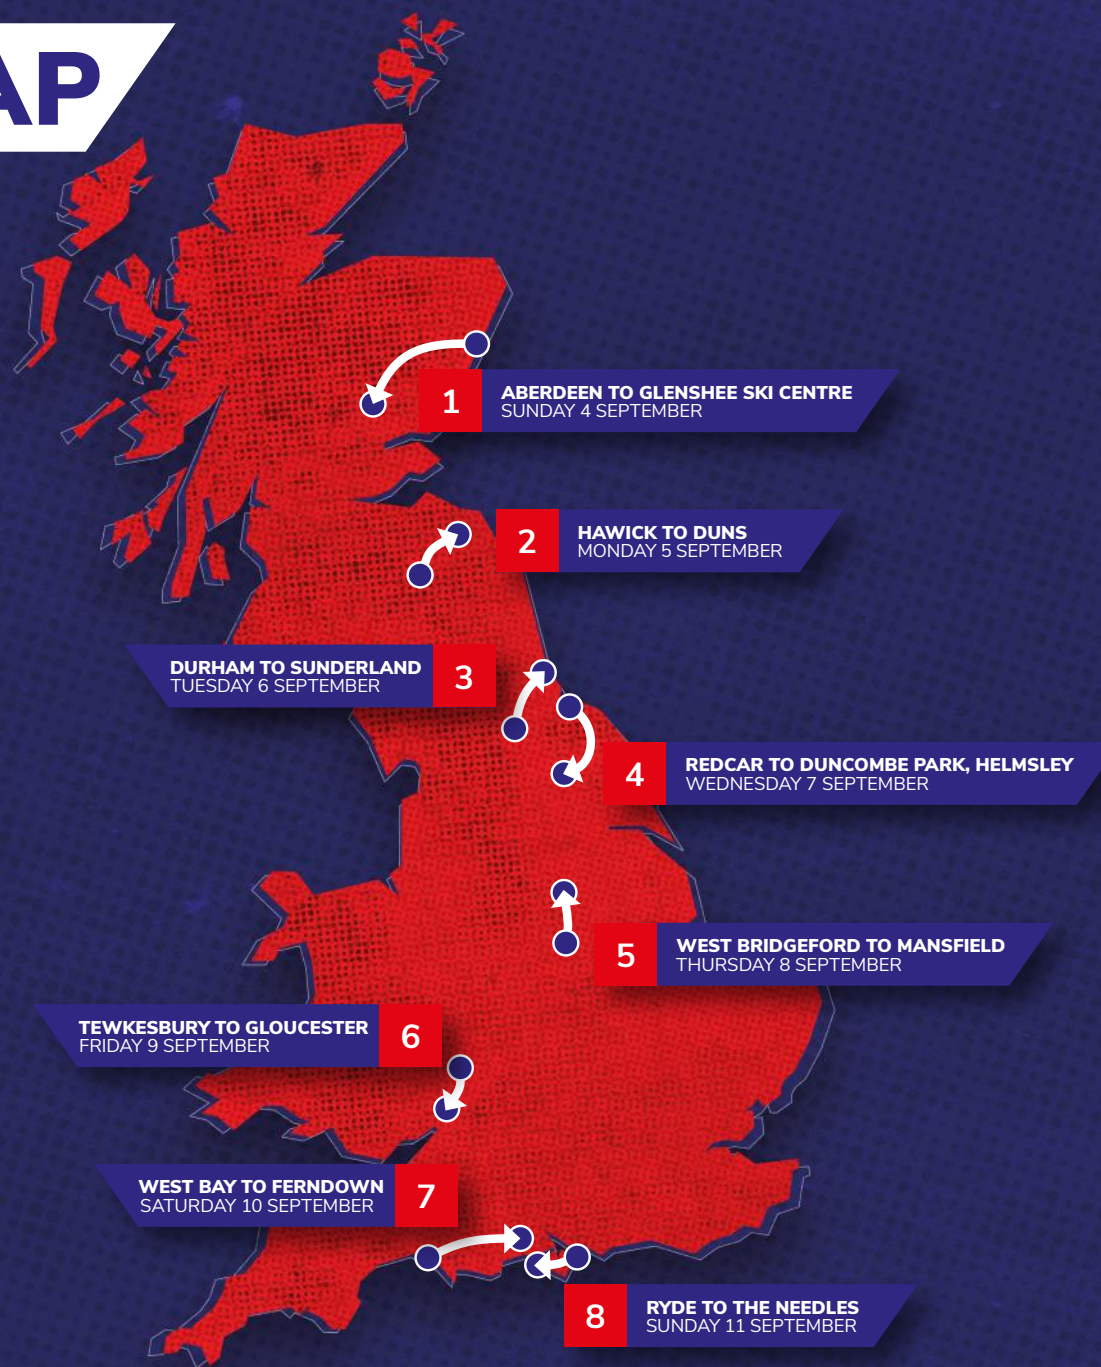 AP
1
ABERDEEN TO GLENSHEE SKI CENTRE
SUNDAY 4 SEPTEMBER
2
HAWICK TO DUNS
MONDAY 5 SEPTEMBER
DURHAM TO SUNDERLAND
TUESDAY 6 SEPTEMBER
3
4
REDCAR TO DUNCOMBE PARK, HELMSLEY
WEDNESDAY 7 SEPTEMBER
5
WEST BRIDGEFORD TO MANSFIELD
THURSDAY 8 SEPTEMBER
TEWKESBURY TO GLOUCESTER
FRIDAY 9 SEPTEMBER
6
WEST BAY TO FERNDOWN
SATURDAY 10 SEPTEMBER
7
8
RYDE TO THE NEEDLES
SUNDAY 11 SEPTEMBER